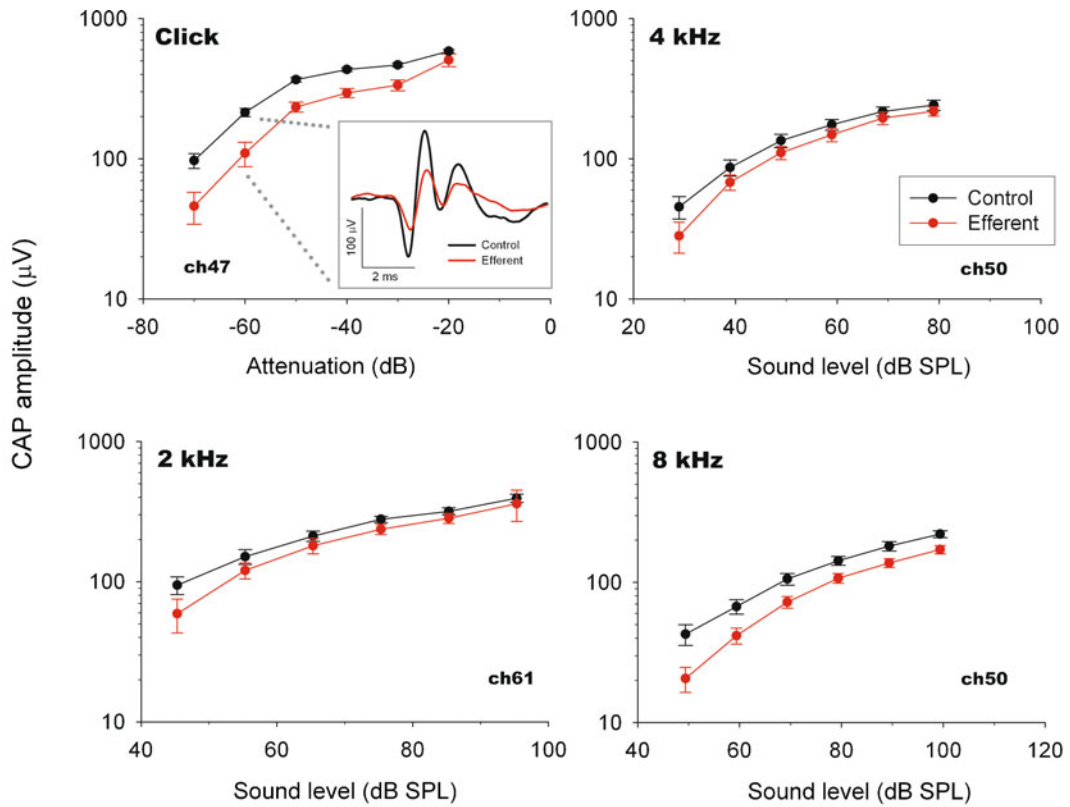 CAP amplitude (μV)
Click
1000
100
10
-80 -60 -40 -20 0
Attenuation (dB)
ch47
100 μV
2 ms
Control
Efferent
4 kHz
1000
100
10
20 40 60 80 100
Sound level (dB SPL)
Control
Efferent
ch50
2 kHz
1000
100
10
40 60 80 100
Sound level (dB SPL)
ch61
8 kHz
1000
100
10
40 60 80 100 120
Sound level (dB SPL)
ch50